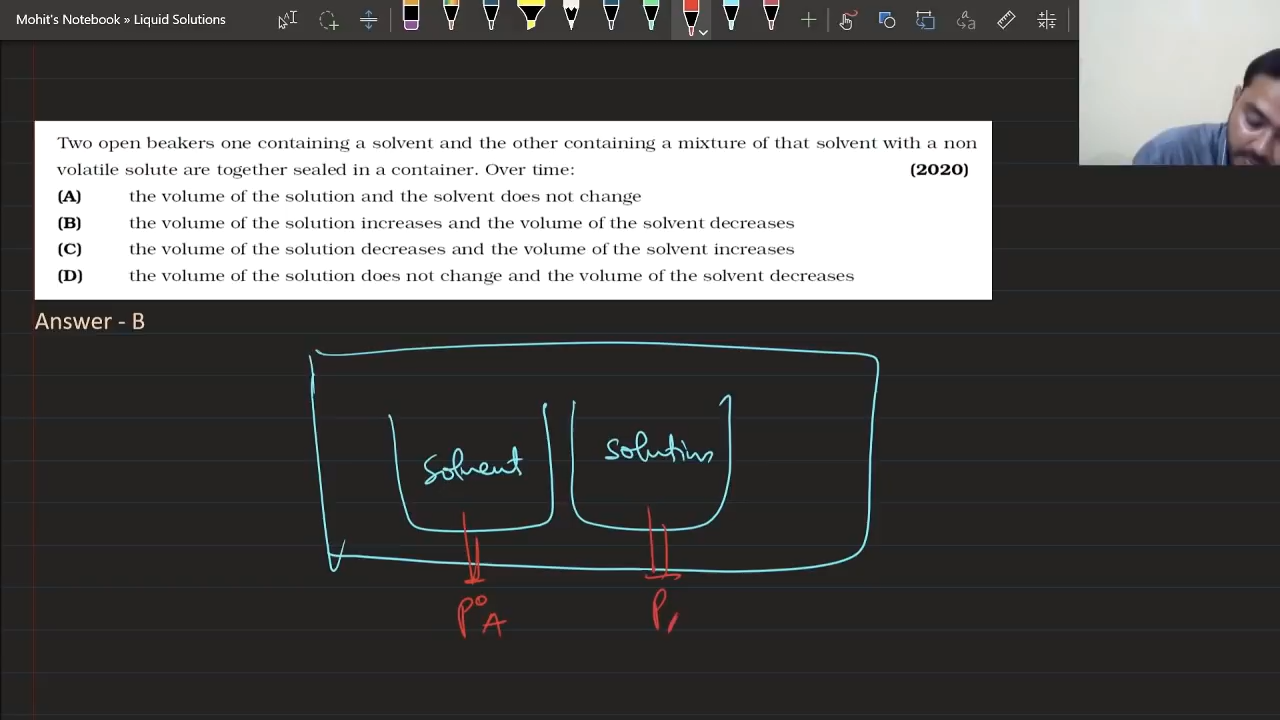 Mohit's Notebook » Liquid Solutions
Two open beakers one containing a solvent and the other containing a mixture of that solvent with a non
volatile solute are together sealed in a container. Over time: (2020)
(A) the volume of the solution and the solvent does not change
(B) the volume of the solution increases and the volume of the solvent decreases
(C) the volume of the solution decreases and the volume of the solvent increases
(D) the volume of the solution does not change and the volume of the solvent decreases
Answer - B
solvent solution
P°A P